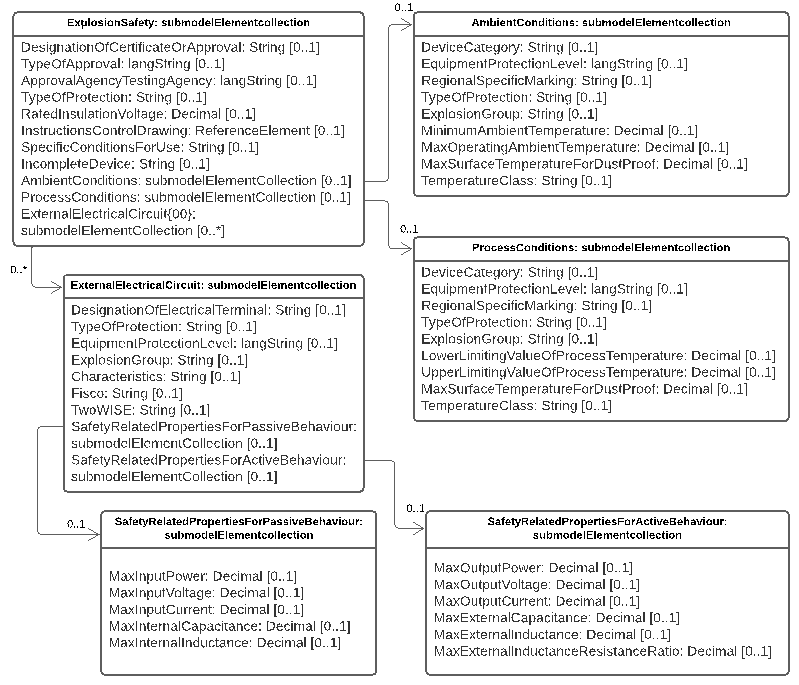 ExplosionSafety: submodelElementcollection
DesignationOfCertificateOrApproval: String [0..1]
TypeOfApproval: langString [0..1]
ApprovalAgencyTestingAgency: langString [0..1]
TypeOfProtection: String [0..1]
RatedInsulationVoltage: Decimal [0..1]
InstructionsControlDrawing: ReferenceElement [0..1]
SpecificConditionsForUse: String [0..1]
IncompleteDevice: String [0..1]
AmbientConditions: submodelElementCollection [0..1]
ProcessConditions: submodelElementCollection [0..1]
ExternalElectricalCircuit{00}:
submodelElementCollection [0..*]
0..1
AmbientConditions: submodelElementcollection
DeviceCategory: String [0..1]
EquipmentProtectionLevel: langString [0..1]
RegionalSpecificMarking: String [0..1]
TypeOfProtection: String [0..1]
ExplosionGroup: String [0..1]
MinimumAmbientTemperature: Decimal [0..1]
MaxOperatingAmbientTemperature: Decimal [0..1]
MaxSurfaceTemperatureForDustProof: Decimal [0..1]
TemperatureClass: String [0..1]
0..1
ProcessConditions: submodelElementcollection
DeviceCategory: String [0..1]
EquipmentProtectionLevel: langString [0..1]
RegionalSpecificMarking: String [0..1]
TypeOfProtection: String [0..1]
ExplosionGroup: String [0..1]
LowerLimitingValueOfProcessTemperature: Decimal [0..1]
UpperLimitingValueOfProcessTemperature: Decimal [0..1]
MaxSurfaceTemperatureForDustProof: Decimal [0..1]
TemperatureClass: String [0..1]
0..*
ExternalElectricalCircuit: submodelElementcollection
DesignationOfElectricalTerminal: String [0..1]
TypeOfProtection: String [0..1]
EquipmentProtectionLevel: langString [0..1]
ExplosionGroup: String [0..1]
Characteristics: String [0..1]
Fisco: String [0..1]
TwoWISE: String [0..1]
SafetyRelatedPropertiesForPassiveBehaviour:
submodelElementCollection [0..1]
SafetyRelatedPropertiesForActiveBehaviour:
submodelElementCollection [0..1]
0..1
SafetyRelatedPropertiesForPassiveBehaviour:
submodelElementcollection
MaxInputPower: Decimal [0..1]
MaxInputVoltage: Decimal [0..1]
MaxInputCurrent: Decimal [0..1]
MaxInternalCapacitance: Decimal [0..1]
MaxInternalInductance: Decimal [0..1]
0..1
SafetyRelatedPropertiesForActiveBehaviour:
submodelElementcollection
MaxOutputPower: Decimal [0..1]
MaxOutputVoltage: Decimal [0..1]
MaxOutputCurrent: Decimal [0..1]
MaxExternalCapacitance: Decimal [0..1]
MaxExternalInductance: Decimal [0..1]
MaxExternalInductanceResistanceRatio: Decimal [0..1]